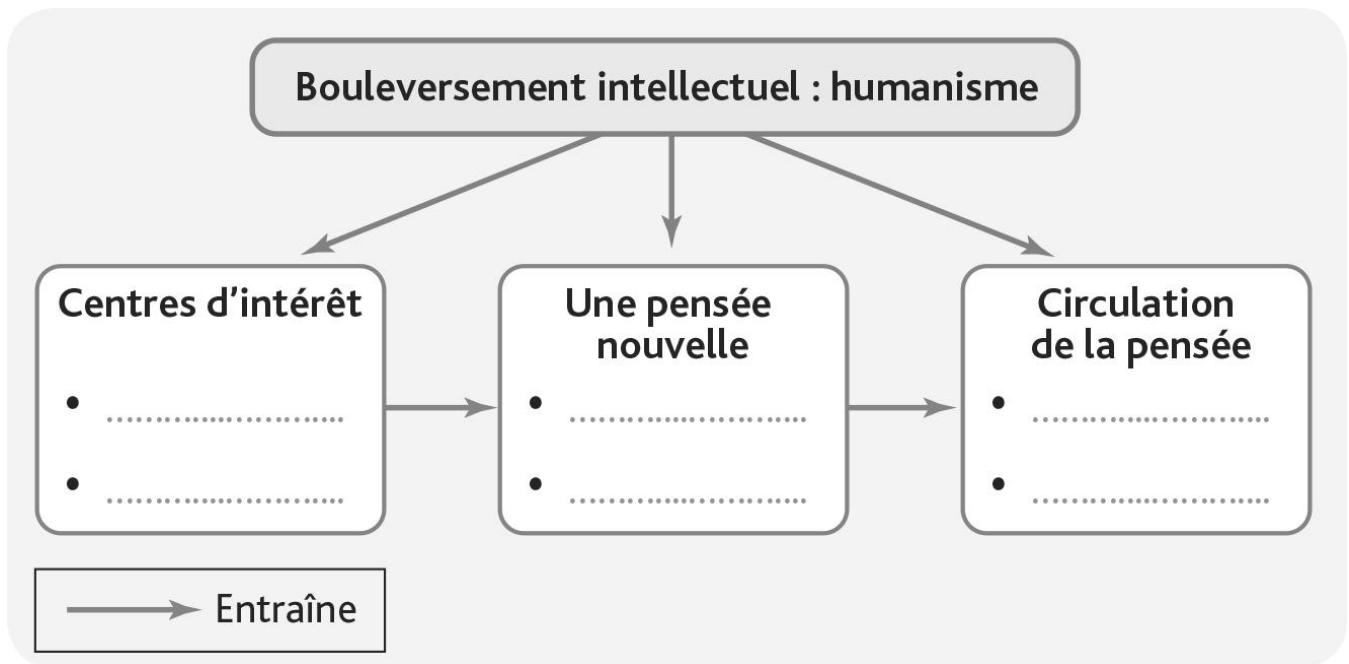 Bouleversement intellectuel : humanisme
Centres d’intérêt
• ..............................
• ..............................
Une pensée
nouvelle
• ..............................
• ..............................
Circulation
de la pensée
• ..............................
• ..............................
Entraîne